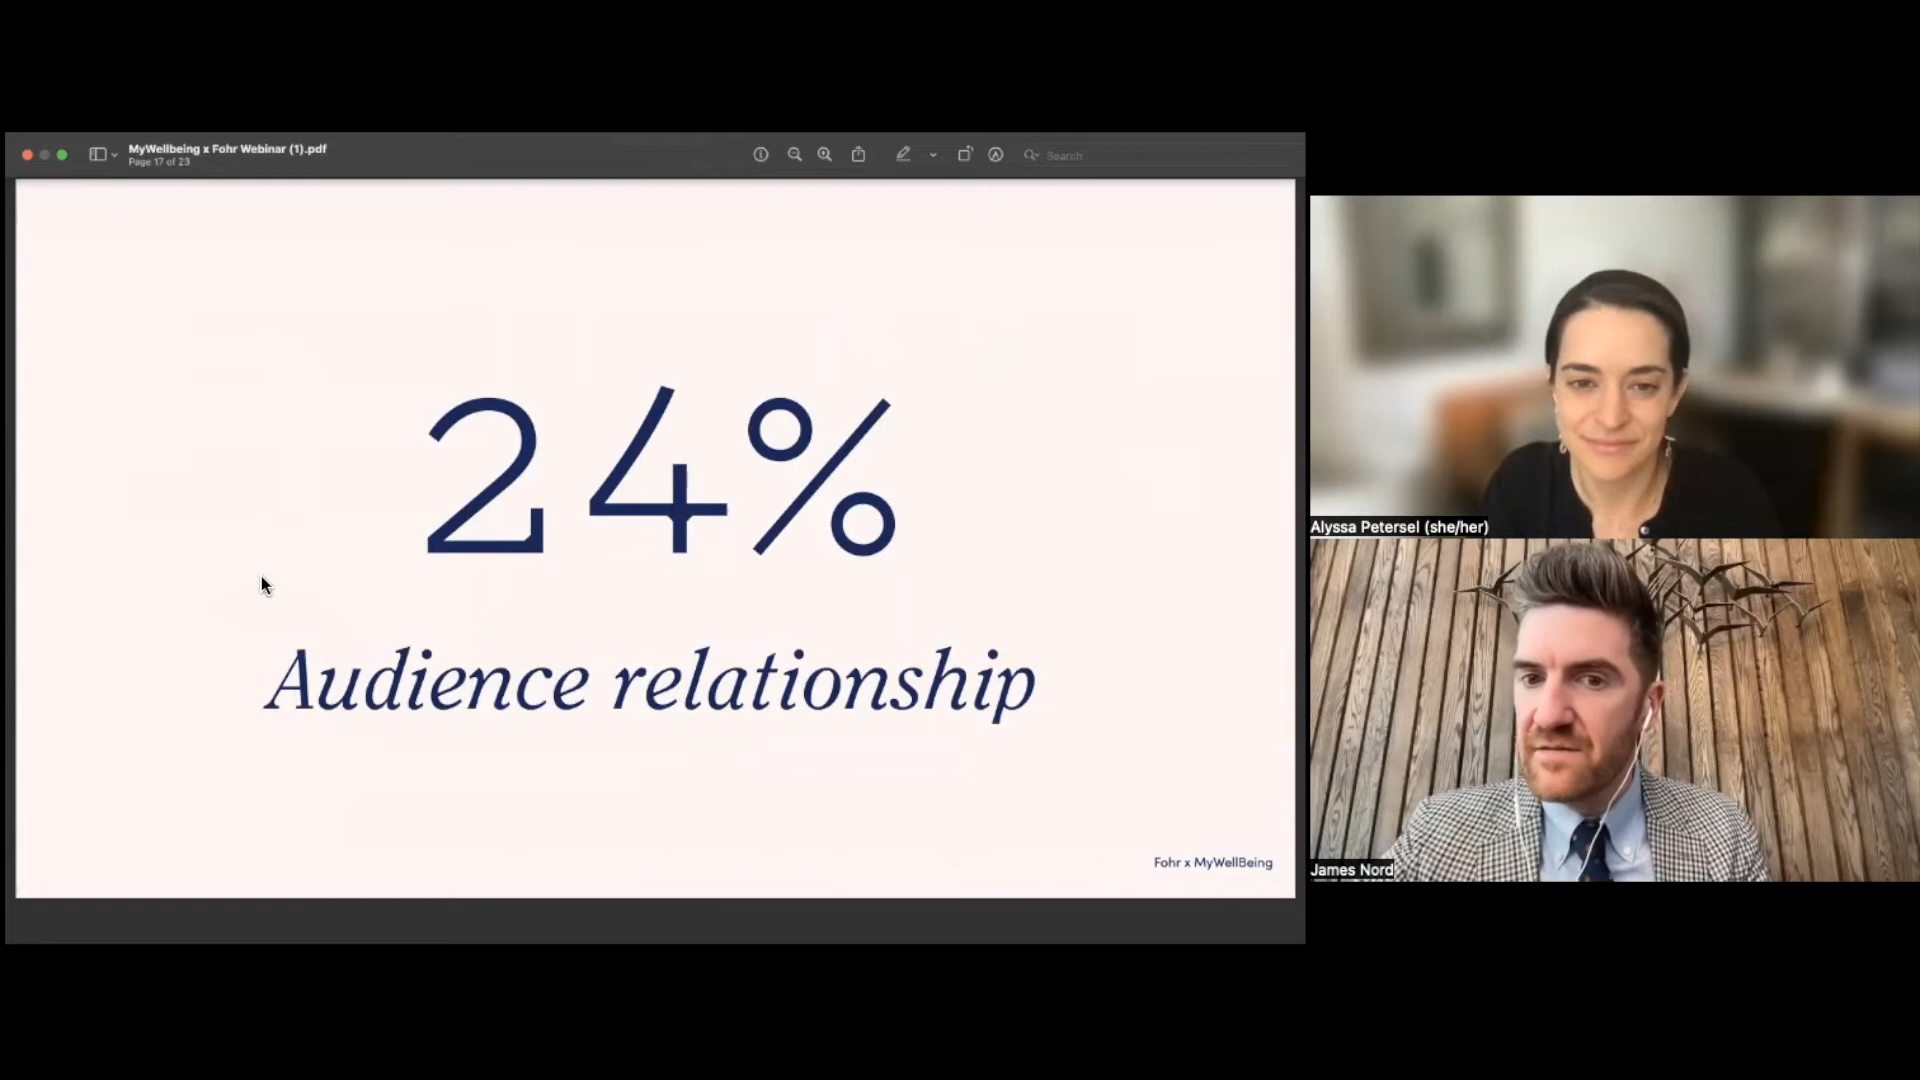 MyWellbeing x Fohr Webinar (1).pdf
Page 17 of 23
Search
24%
Audience relationship
Fohr x MyWellBeing
Alyssa Petersel (she/her)
James Nord